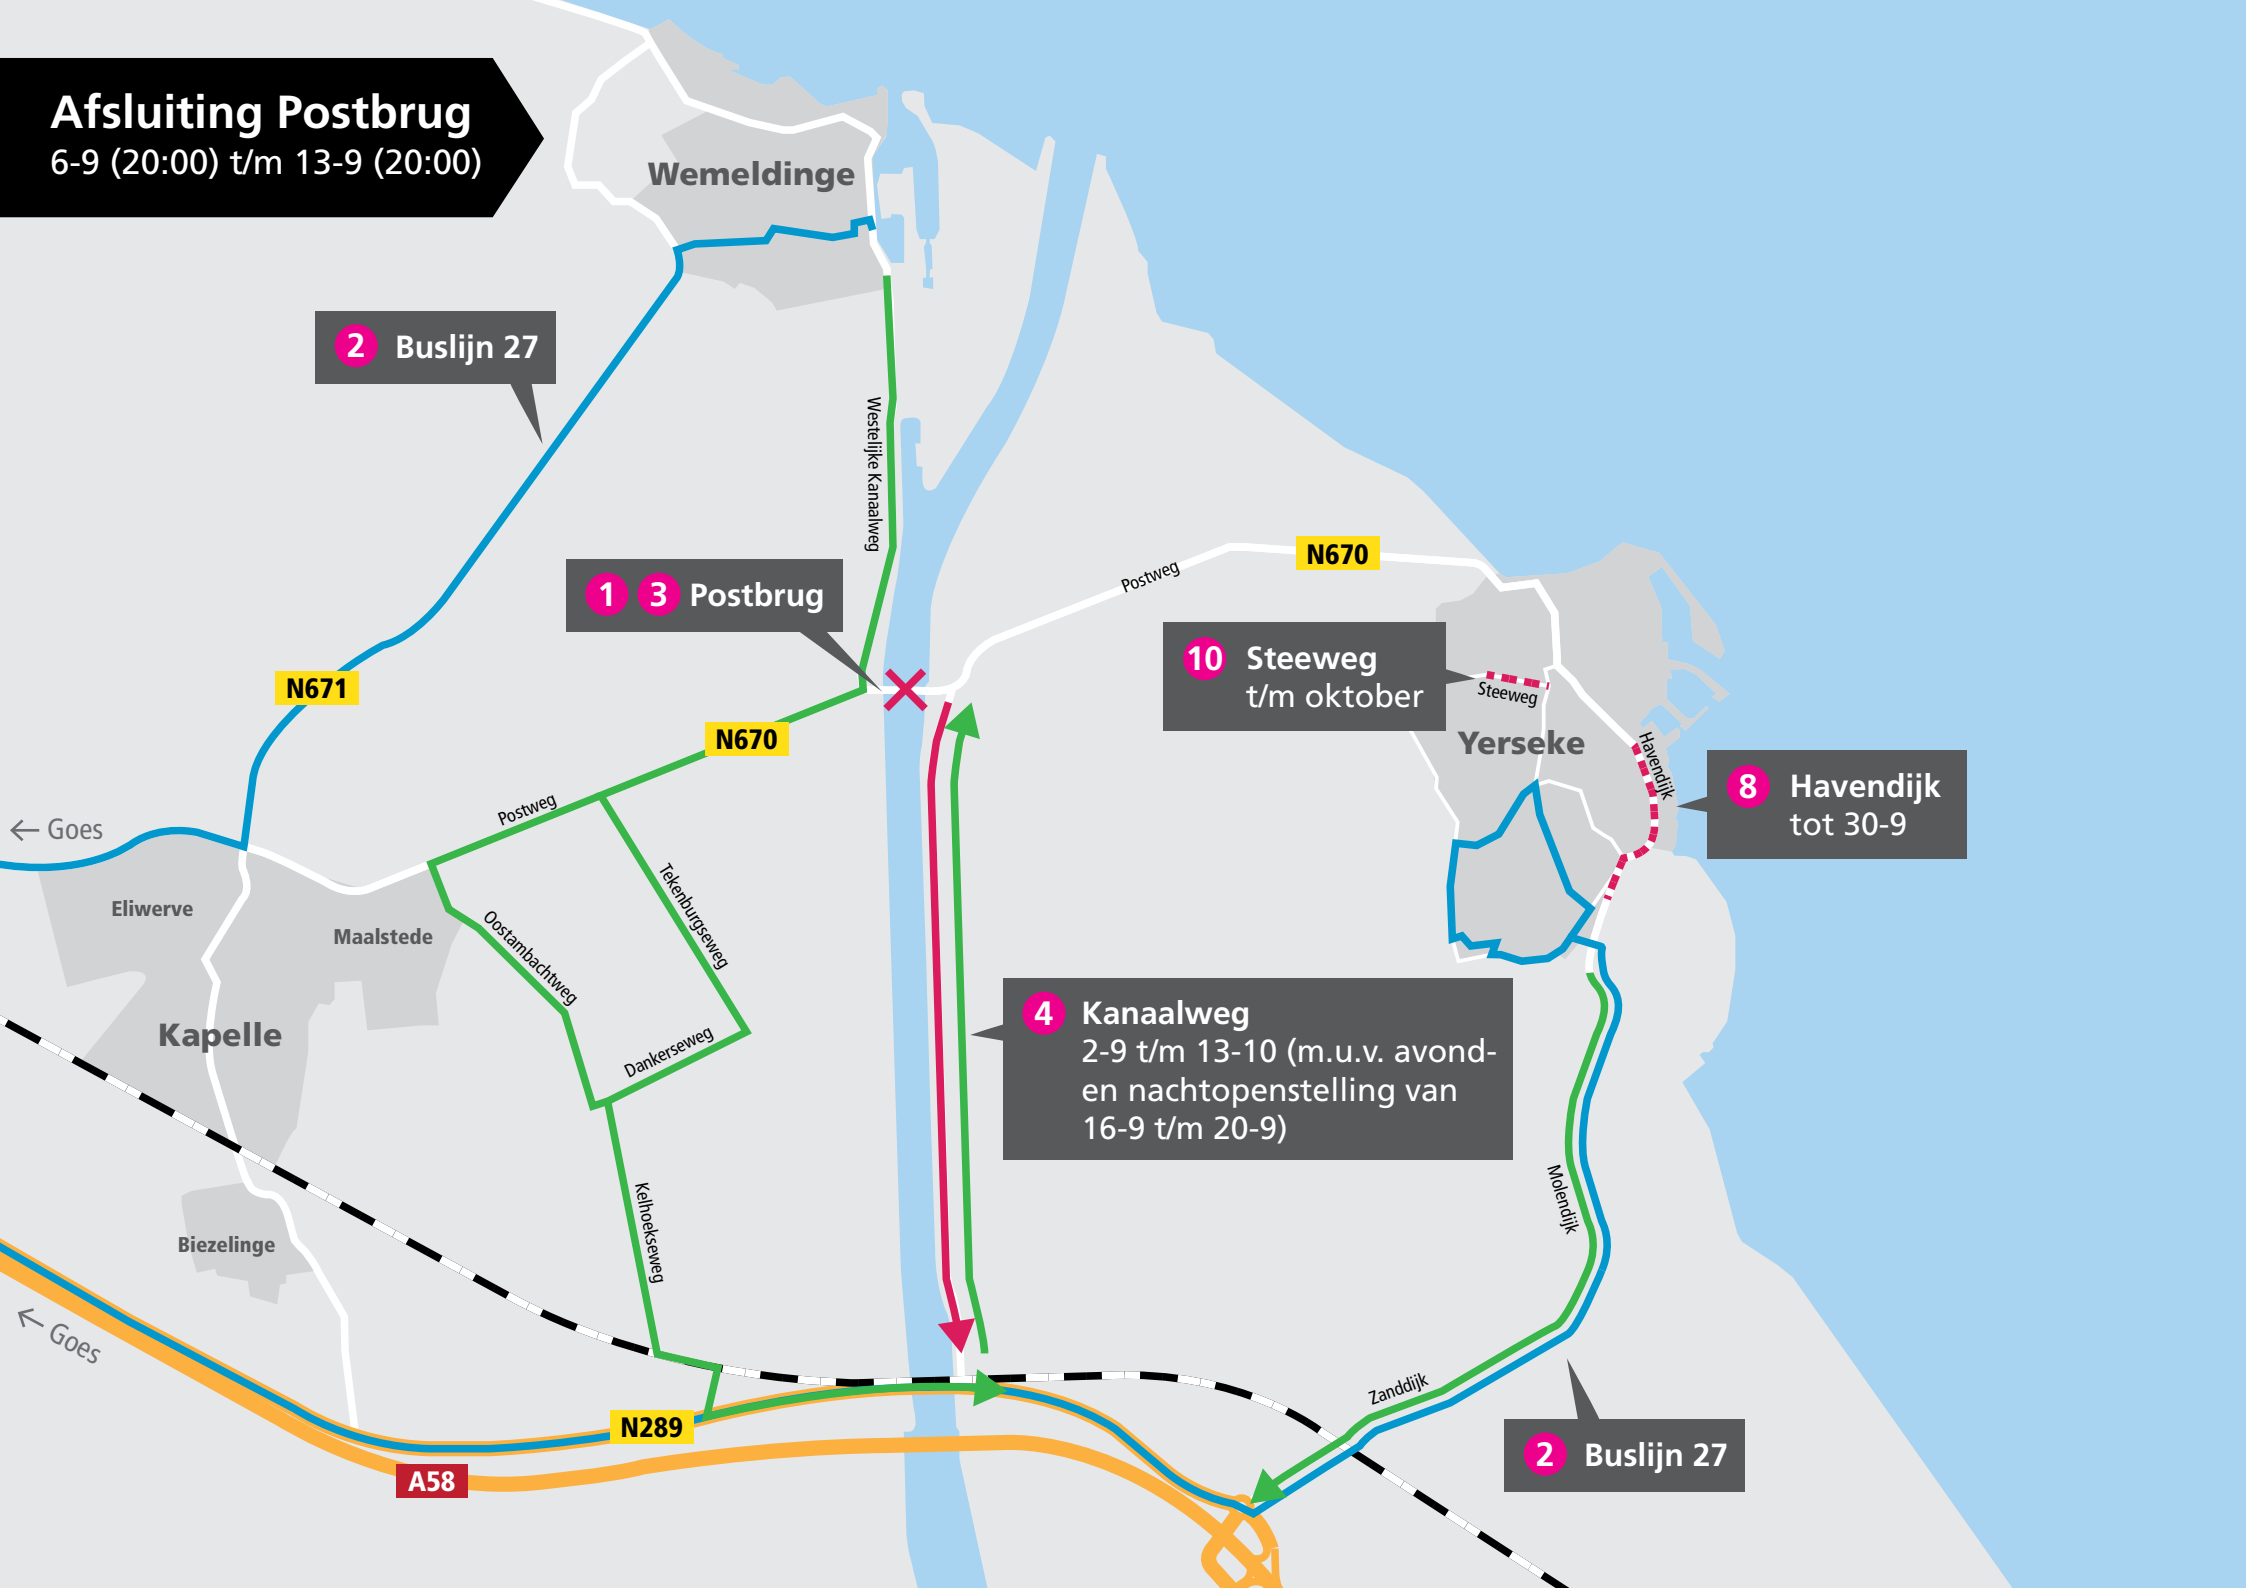 Afsluiting Postbrug
6-9 (20:00) t/m 13-9 (20:00)
Wemeldinge
2 Buslijn 27
Westelijke Kanaalweg
1 3 Postbrug
Postweg
N670
10 Steeweg
t/m oktober
Steeweg
Yerseke
Havendijk
8 Havendijk
tot 30-9
N671
N670
Postweg
← Goes
Eliwerve
Maalstede
Kapelle
Biezelinge
Oostambachtweg
Tekenburgseweg
Dankerseweg
Kelhoekseweg
4 Kanaalweg
2-9 t/m 13-10 (m.u.v. avond-
en nachtopenstelling van
16-9 t/m 20-9)
Molendijk
Zanddijk
2 Buslijn 27
← Goes
N289
A58